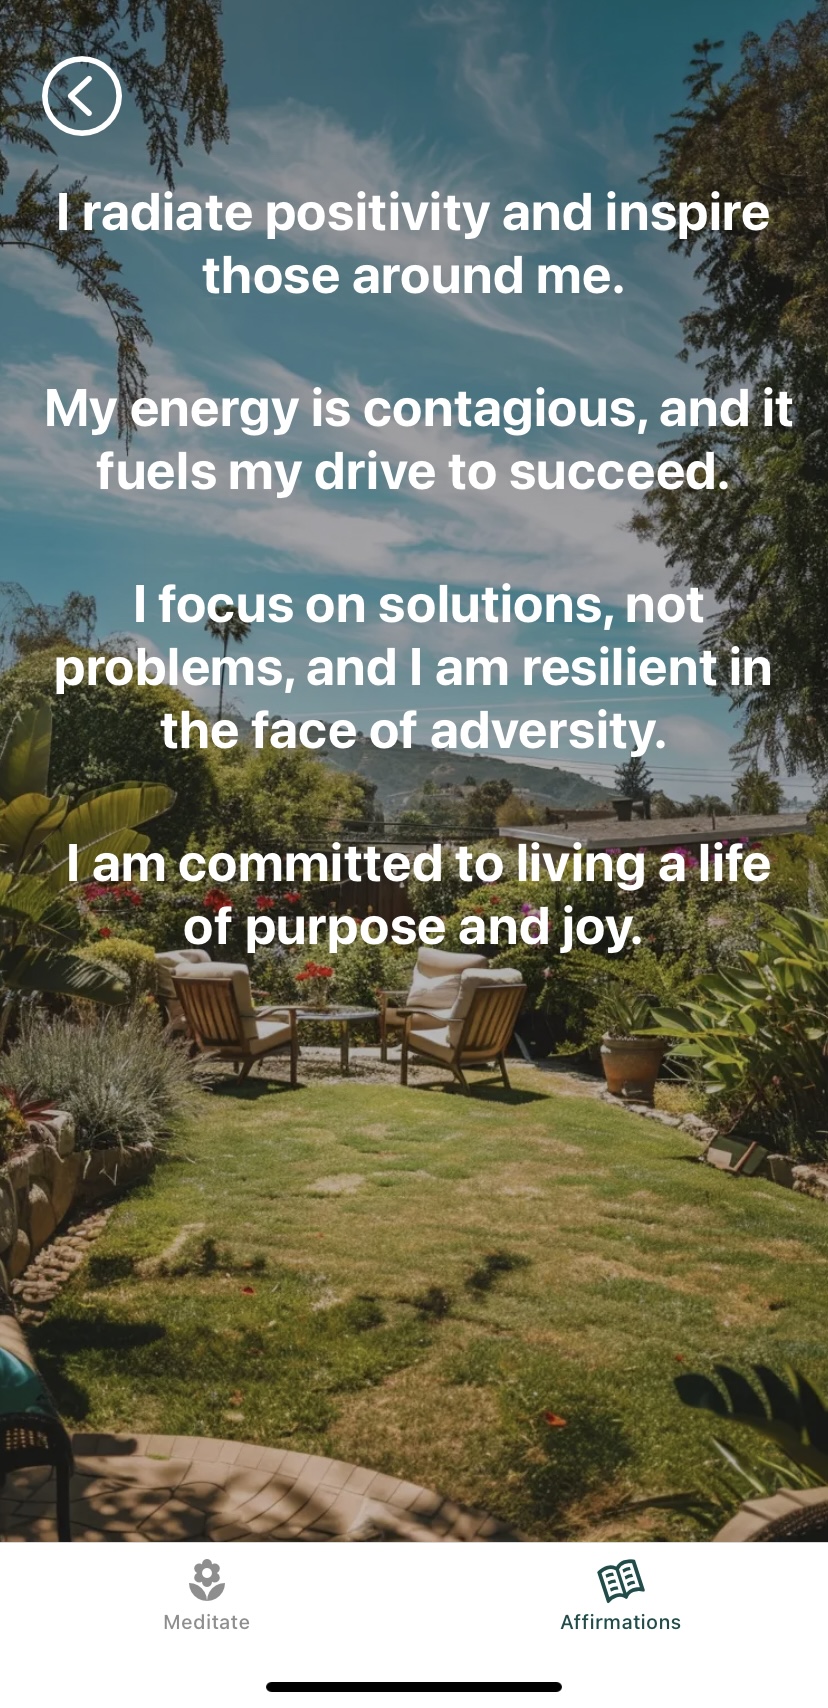 I radiate positivity and inspire
those around me.
My energy is contagious, and it
fuels my drive to succeed.
I focus on solutions, not
problems, and I am resilient in
the face of adversity.
I am committed to living a life
of purpose and joy.
Meditate
Affirmations